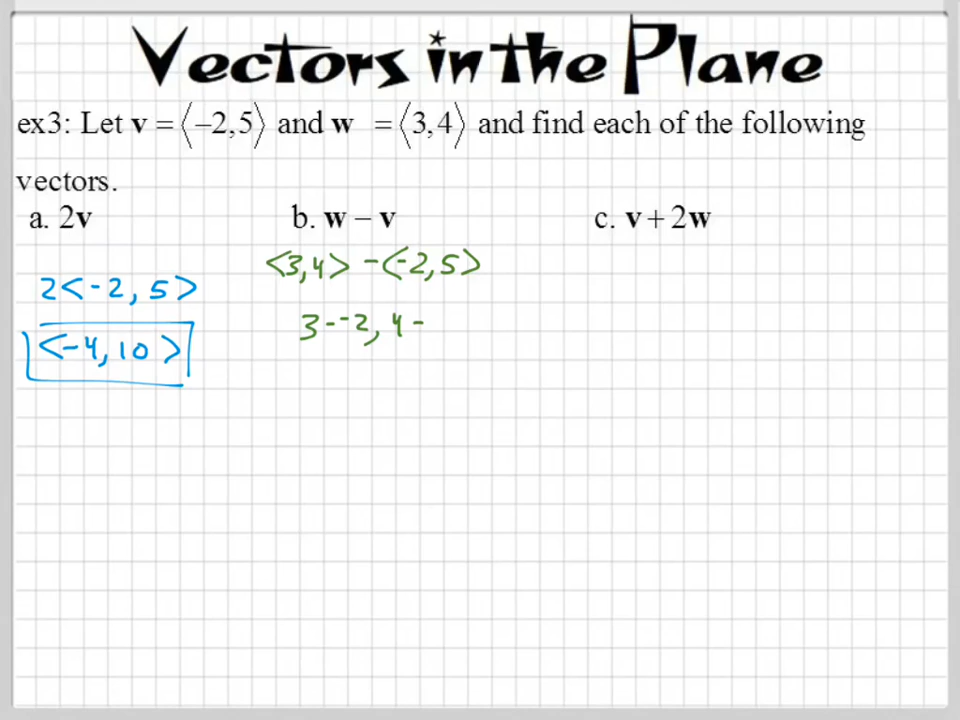 Vectors in the Plane
ex3: Let v = ⟨−2,5⟩ and w = ⟨3,4⟩ and find each of the following
vectors.
a. 2v b. w − v c. v + 2w
<3,4> - <-2,5>
2<-2, 5>
3--2, 4-
<-4, 10>